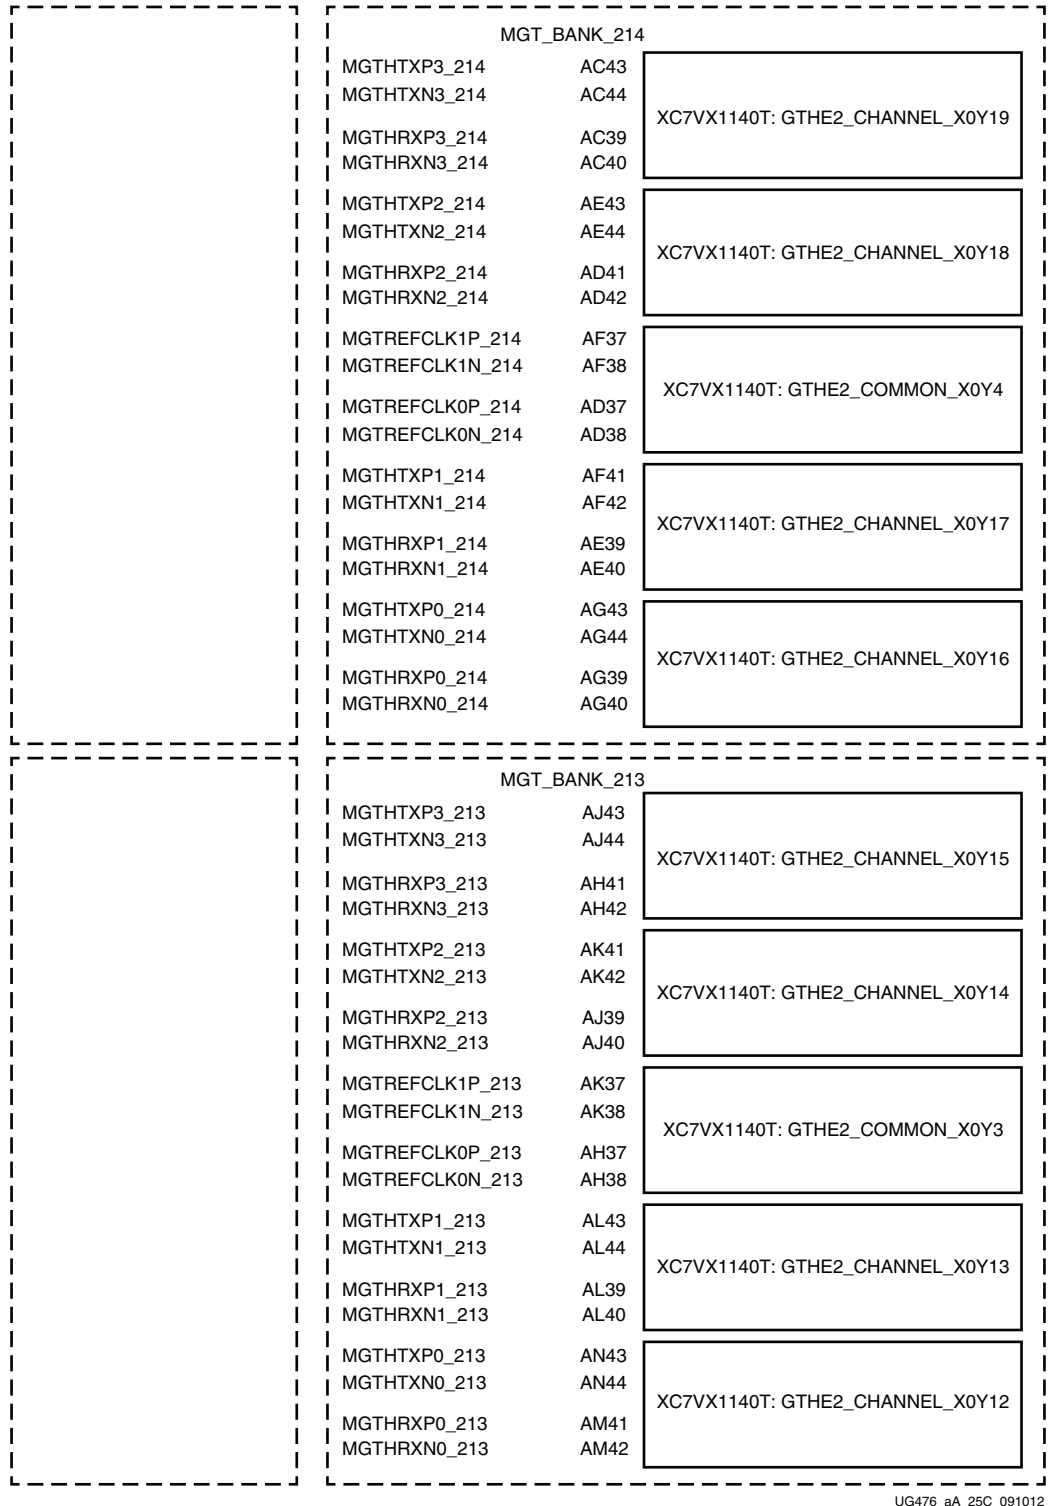 MGT_BANK_214
MGTHTXP3_214 AC43
MGTHTXN3_214 AC44
XC7VX1140T: GTHE2_CHANNEL_X0Y19
MGTHRXP3_214 AC39
MGTHRXN3_214 AC40
MGTHTXP2_214 AE43
MGTHTXN2_214 AE44
XC7VX1140T: GTHE2_CHANNEL_X0Y18
MGTHRXP2_214 AD41
MGTHRXN2_214 AD42
MGTREFCLK1P_214 AF37
MGTREFCLK1N_214 AF38
XC7VX1140T: GTHE2_COMMON_X0Y4
MGTREFCLK0P_214 AD37
MGTREFCLK0N_214 AD38
MGTHTXP1_214 AF41
MGTHTXN1_214 AF42
XC7VX1140T: GTHE2_CHANNEL_X0Y17
MGTHRXP1_214 AE39
MGTHRXN1_214 AE40
MGTHTXP0_214 AG43
MGTHTXN0_214 AG44
XC7VX1140T: GTHE2_CHANNEL_X0Y16
MGTHRXP0_214 AG39
MGTHRXN0_214 AG40
MGT_BANK_213
MGTHTXP3_213 AJ43
MGTHTXN3_213 AJ44
XC7VX1140T: GTHE2_CHANNEL_X0Y15
MGTHRXP3_213 AH41
MGTHRXN3_213 AH42
MGTHTXP2_213 AK41
MGTHTXN2_213 AK42
XC7VX1140T: GTHE2_CHANNEL_X0Y14
MGTHRXP2_213 AJ39
MGTHRXN2_213 AJ40
MGTREFCLK1P_213 AK37
MGTREFCLK1N_213 AK38
XC7VX1140T: GTHE2_COMMON_X0Y3
MGTREFCLK0P_213 AH37
MGTREFCLK0N_213 AH38
MGTHTXP1_213 AL43
MGTHTXN1_213 AL44
XC7VX1140T: GTHE2_CHANNEL_X0Y13
MGTHRXP1_213 AL39
MGTHRXN1_213 AL40
MGTHTXP0_213 AN43
MGTHTXN0_213 AN44
XC7VX1140T: GTHE2_CHANNEL_X0Y12
MGTHRXP0_213 AM41
MGTHRXN0_213 AM42
UG476_aA_25C_091012